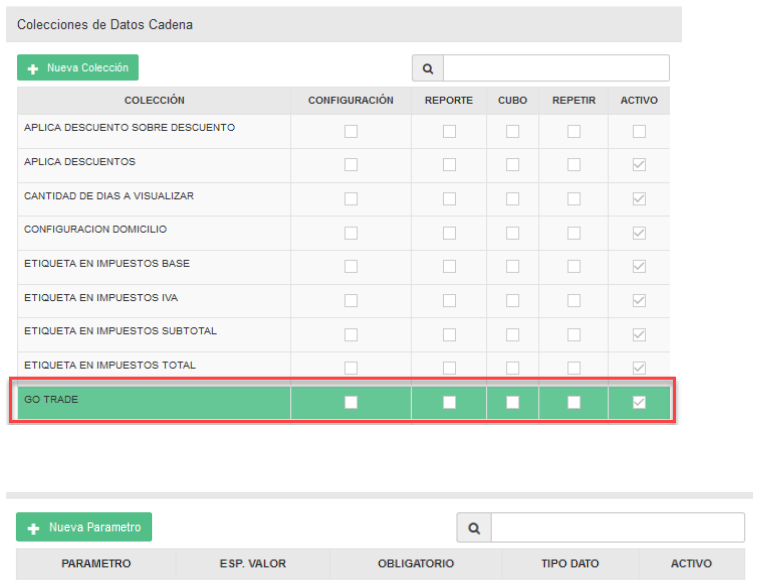 Colecciones de Datos Cadena
Nueva Colección
COLECCIÓN CONFIGURACIÓN REPORTE CUBO REPETIR ACTIVO
APLICA DESCUENTO SOBRE DESCUENTO
APLICA DESCUENTOS
CANTIDAD DE DIAS A VISUALIZAR
CONFIGURACION DOMICILIO
ETIQUETA EN IMPUESTOS BASE
ETIQUETA EN IMPUESTOS IVA
ETIQUETA EN IMPUESTOS SUBTOTAL
ETIQUETA EN IMPUESTOS TOTAL
GO TRADE
Nueva Parametro
PARAMETRO ESP. VALOR OBLIGATORIO TIPO DATO ACTIVO